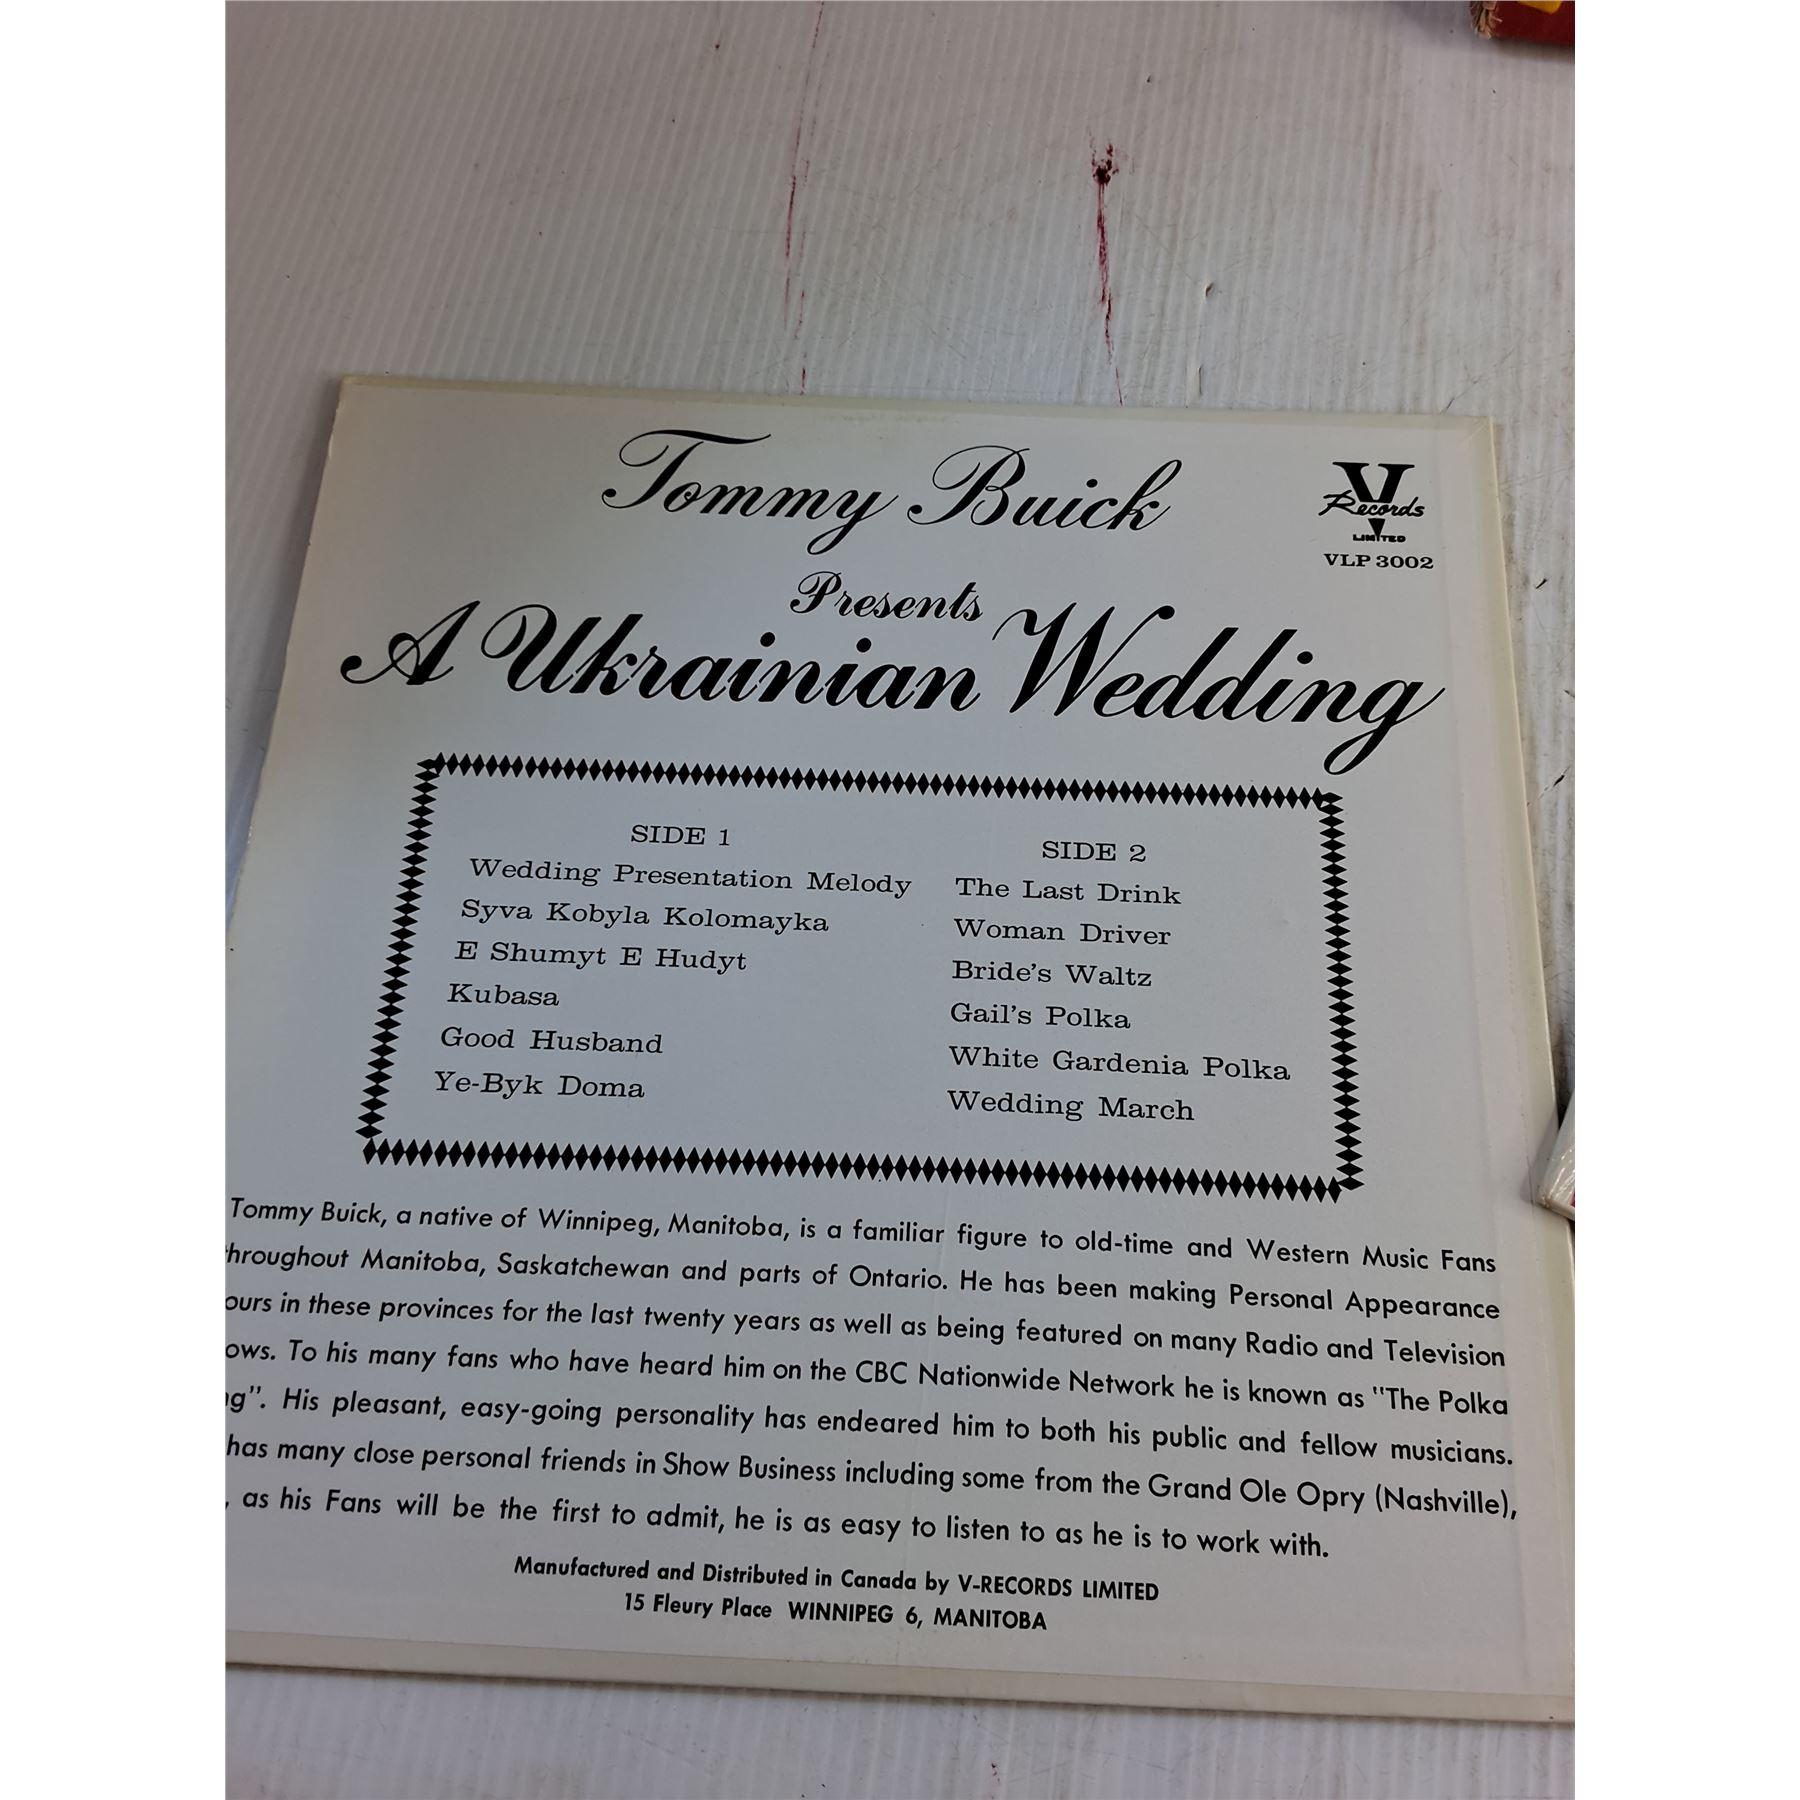 Tommy Buick
V
Records
LIMITED
VLP 3002
Presents
A Ukrainian Wedding
SIDE 1
Wedding Presentation Melody
Syva Kobyla Kolomayka
E Shumyt E Hudyt
Kubasa
Good Husband
Ye-Byk Doma
SIDE 2
The Last Drink
Woman Driver
Bride's Waltz
Gail's Polka
White Gardenia Polka
Wedding March
Tommy Buick, a native of Winnipeg, Manitoba, is a familiar figure to old-time and Western Music Fans
hroughout Manitoba, Saskatchewan and parts of Ontario. He has been making Personal Appearance
ours in these provinces for the last twenty years as well as being featured on many Radio and Television
ows. To his many fans who have heard him on the CBC Nationwide Network he is known as "The Polka
g". His pleasant, easy-going personality has endeared him to both his public and fellow musicians.
has many close personal friends in Show Business including some from the Grand Ole Opry (Nashville),
, as his Fans will be the first to admit, he is as easy to listen to as he is to work with.
Manufactured and Distributed in Canada by V-RECORDS LIMITED
15 Fleury Place WINNIPEG 6, MANITOBA